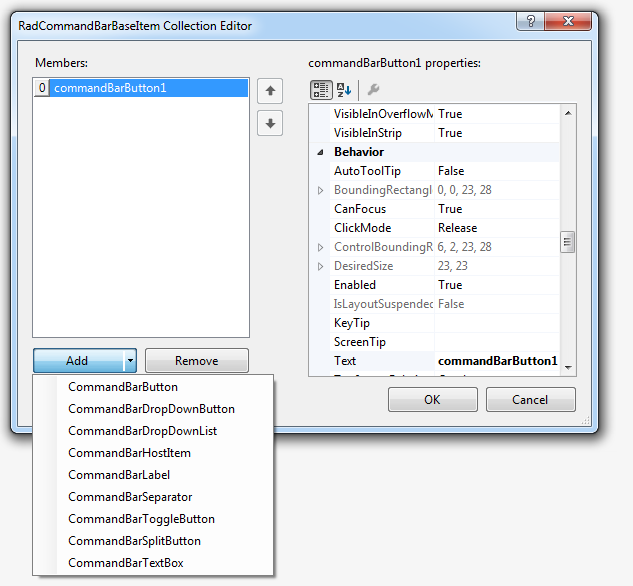 RadCommandBarBaseItem Collection Editor
Members:
commandBarButton1 properties:
0 commandBarButton1
VisibleInOverflowM True
VisibleInStrip True
Behavior
AutoToolTip False
BoundingRectangl 0, 0, 23, 28
CanFocus True
ClickMode Release
ControlBoundingR 6, 2, 23, 28
DesiredSize 23, 23
Enabled True
IsLayoutSuspended False
KeyTip
ScreenTip
Text commandBarButton1
Add
Remove
OK
Cancel
CommandBarButton
CommandBarDropDownButton
CommandBarDropDownList
CommandBarHostItem
CommandBarLabel
CommandBarSeparator
CommandBarToggleButton
CommandBarSplitButton
CommandBarTextBox